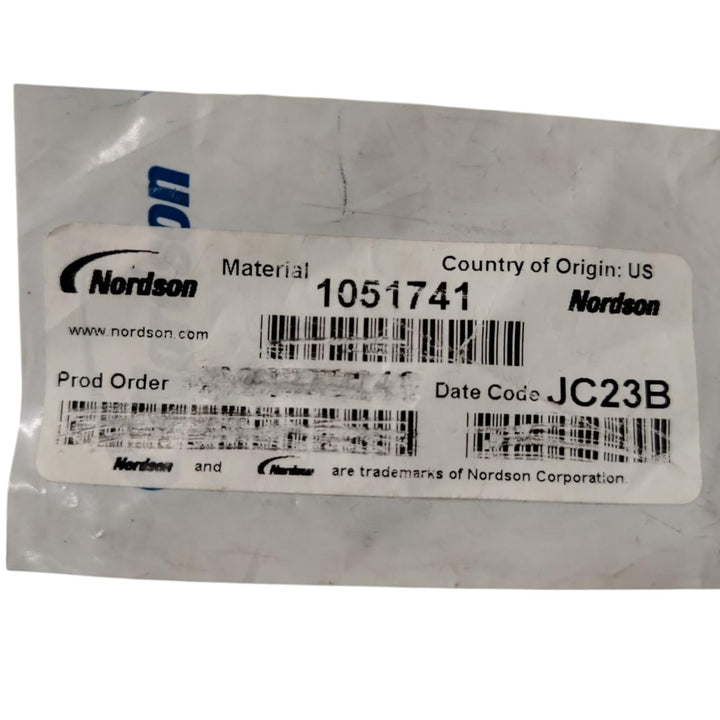 Nordson
Material 1051741
Country of Origin: US
Nordson
www.nordson.com
Prod Order
Date Code JC23B
Nordson and Nordson are trademarks of Nordson Corporation.